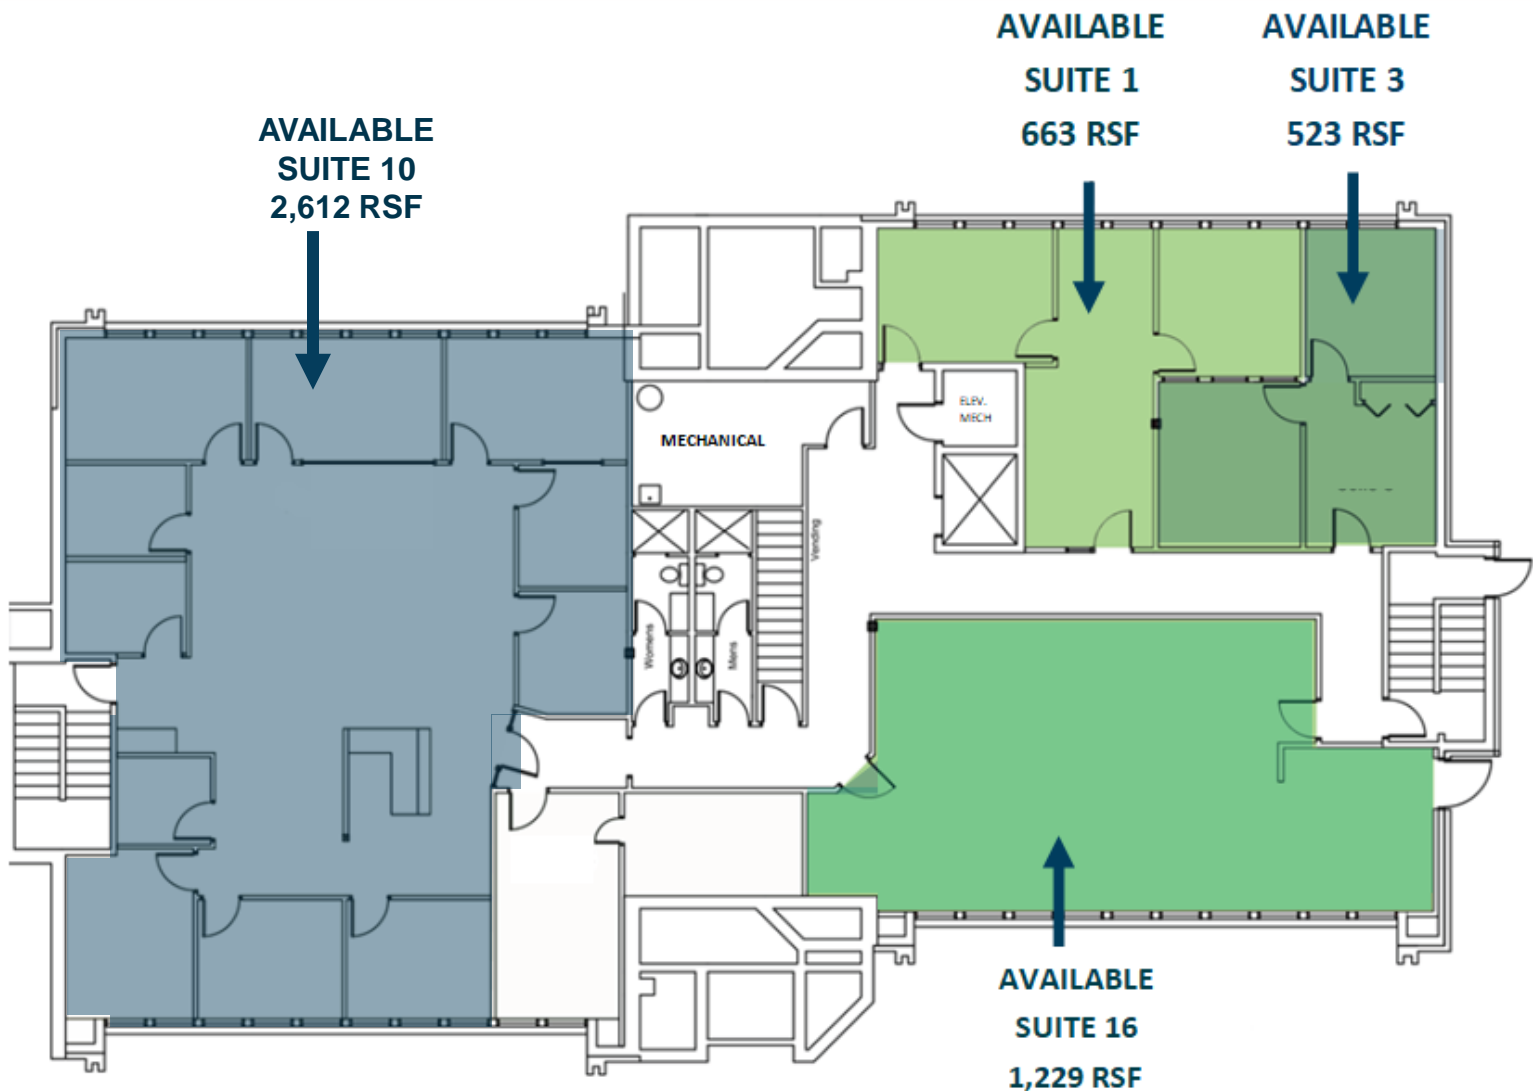 AVAILABLE
SUITE 1
663 RSF
AVAILABLE
SUITE 3
523 RSF
AVAILABLE
SUITE 10
2,612 RSF
ELEV.
MECH
MECHANICAL
Vending
Womens
Mens
AVAILABLE
SUITE 16
1,229 RSF